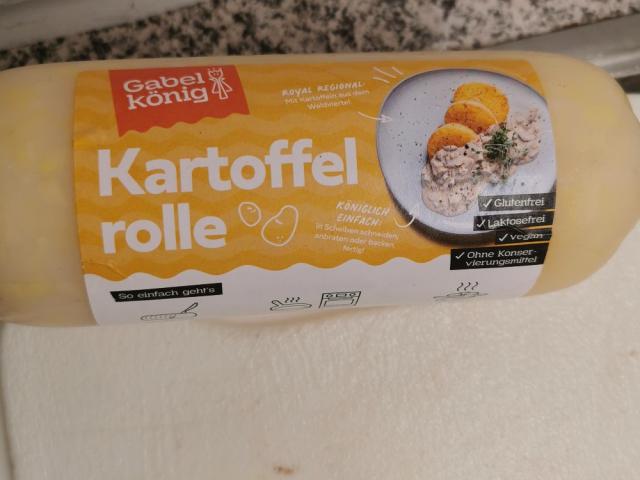 Gabel
könig
ROYAL REGIONAL:
Mit Kartoffeln aus dem
Waldviertel
Kartoffel
rolle
KÖNIGLICH
EINFACH:
in Scheiben schneiden,
anbraten oder backen,
fertig!
✓ Glutenfrei
✓ Laktosefrei
✓ vegan
✓ Ohne Konser-
vierungsmittel
So einfach geht's